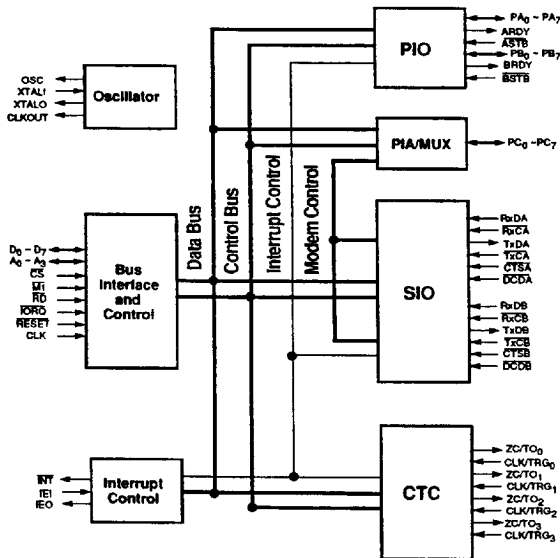 PIO
PA0 ~ PA7
ARDY
ASTB
PB0 ~ PB7
BRDY
BSTB
OSC
XTALI
XTALO
CLKOUT
Oscillator
PIA/MUX
PC0 ~PC7
Data Bus
Control Bus
Interrupt Control
Modem Control
D0 ~ D7
A0 ~ A3
CS
M1
RD
IORQ
RESET
CLK
Bus
Interface
and
Control
SIO
RxDA
RxCA
TxDA
TxCA
CTSA
DCDA
RxDB
RxCB
TxDB
TxCB
CTSB
DCDB
INT
IEI
IEO
Interrupt
Control
CTC
ZC/TO0
CLK/TRG0
ZC/TO1
CLK/TRG1
ZC/TO2
CLK/TRG2
ZC/TO3
CLK/TRG3